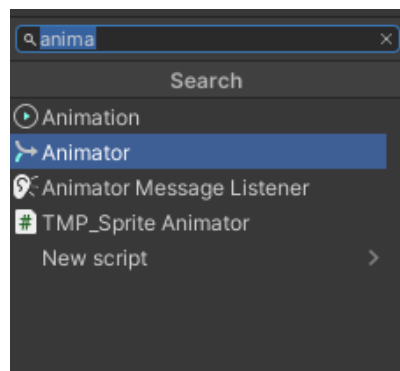 anima
Search
Animation
Animator
Animator Message Listener
# TMP_Sprite Animator
New script